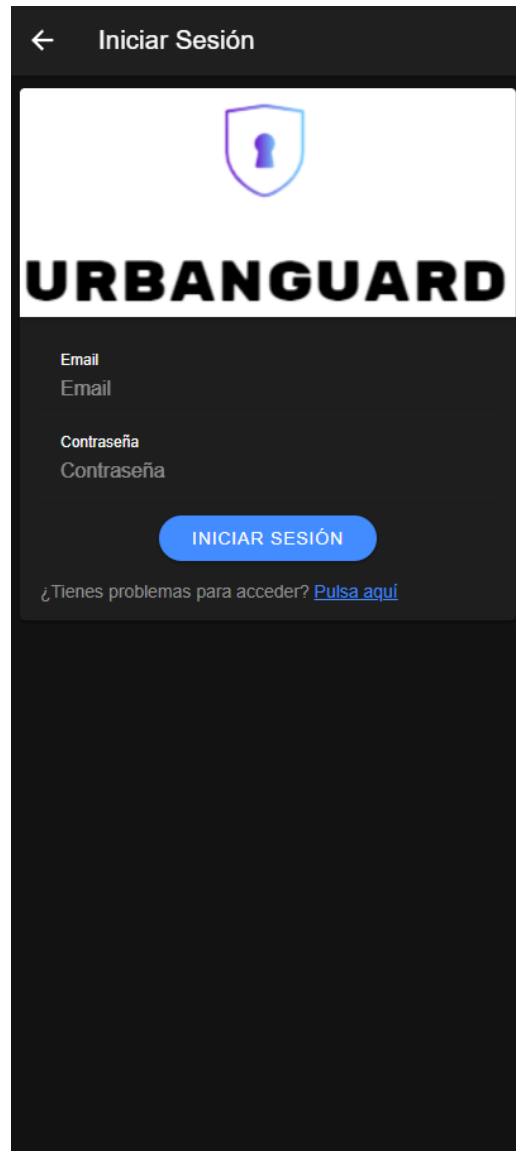 Iniciar Sesión
URBANGUARD
Email
Email
Contraseña
Contraseña
INICIAR SESIÓN
¿Tienes problemas para acceder? Pulsa aquí